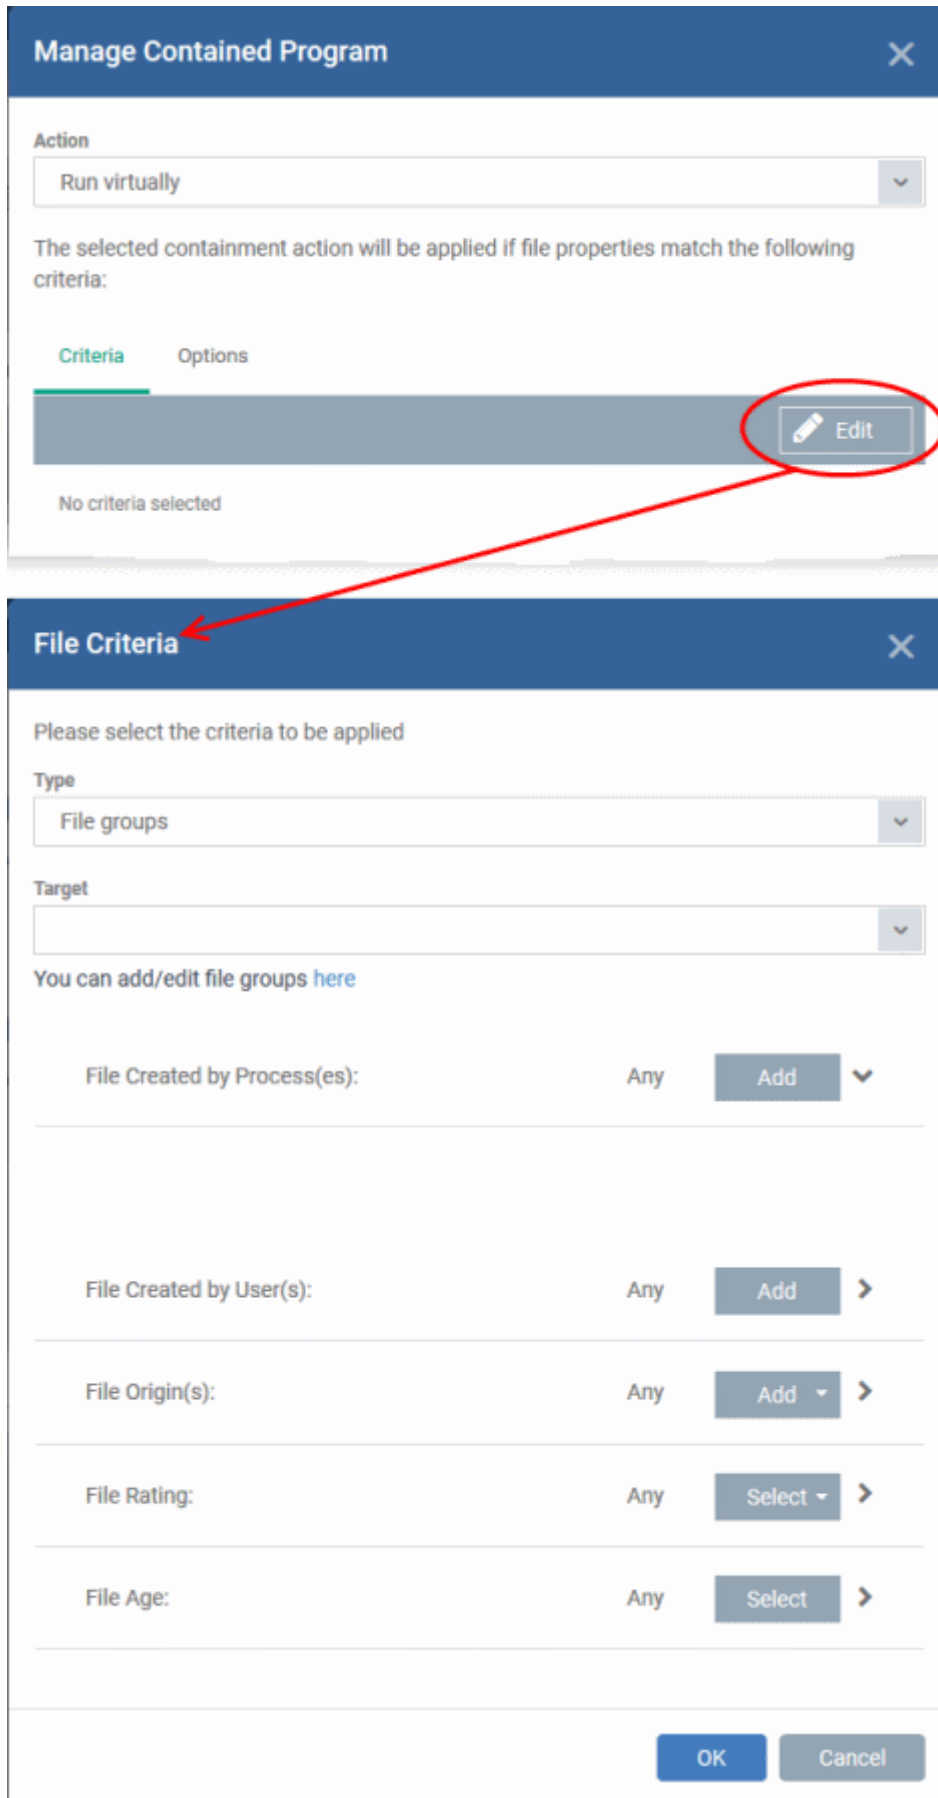 Manage Contained Program
Action
Run virtually
The selected containment action will be applied if file properties match the following
criteria:
Criteria Options
Edit
No criteria selected
File Criteria
Please select the criteria to be applied
Type
File groups
Target
You can add/edit file groups here
File Created by Process(es): Any Add
File Created by User(s): Any Add
File Origin(s): Any Add
File Rating: Any Select
File Age: Any Select
OK Cancel